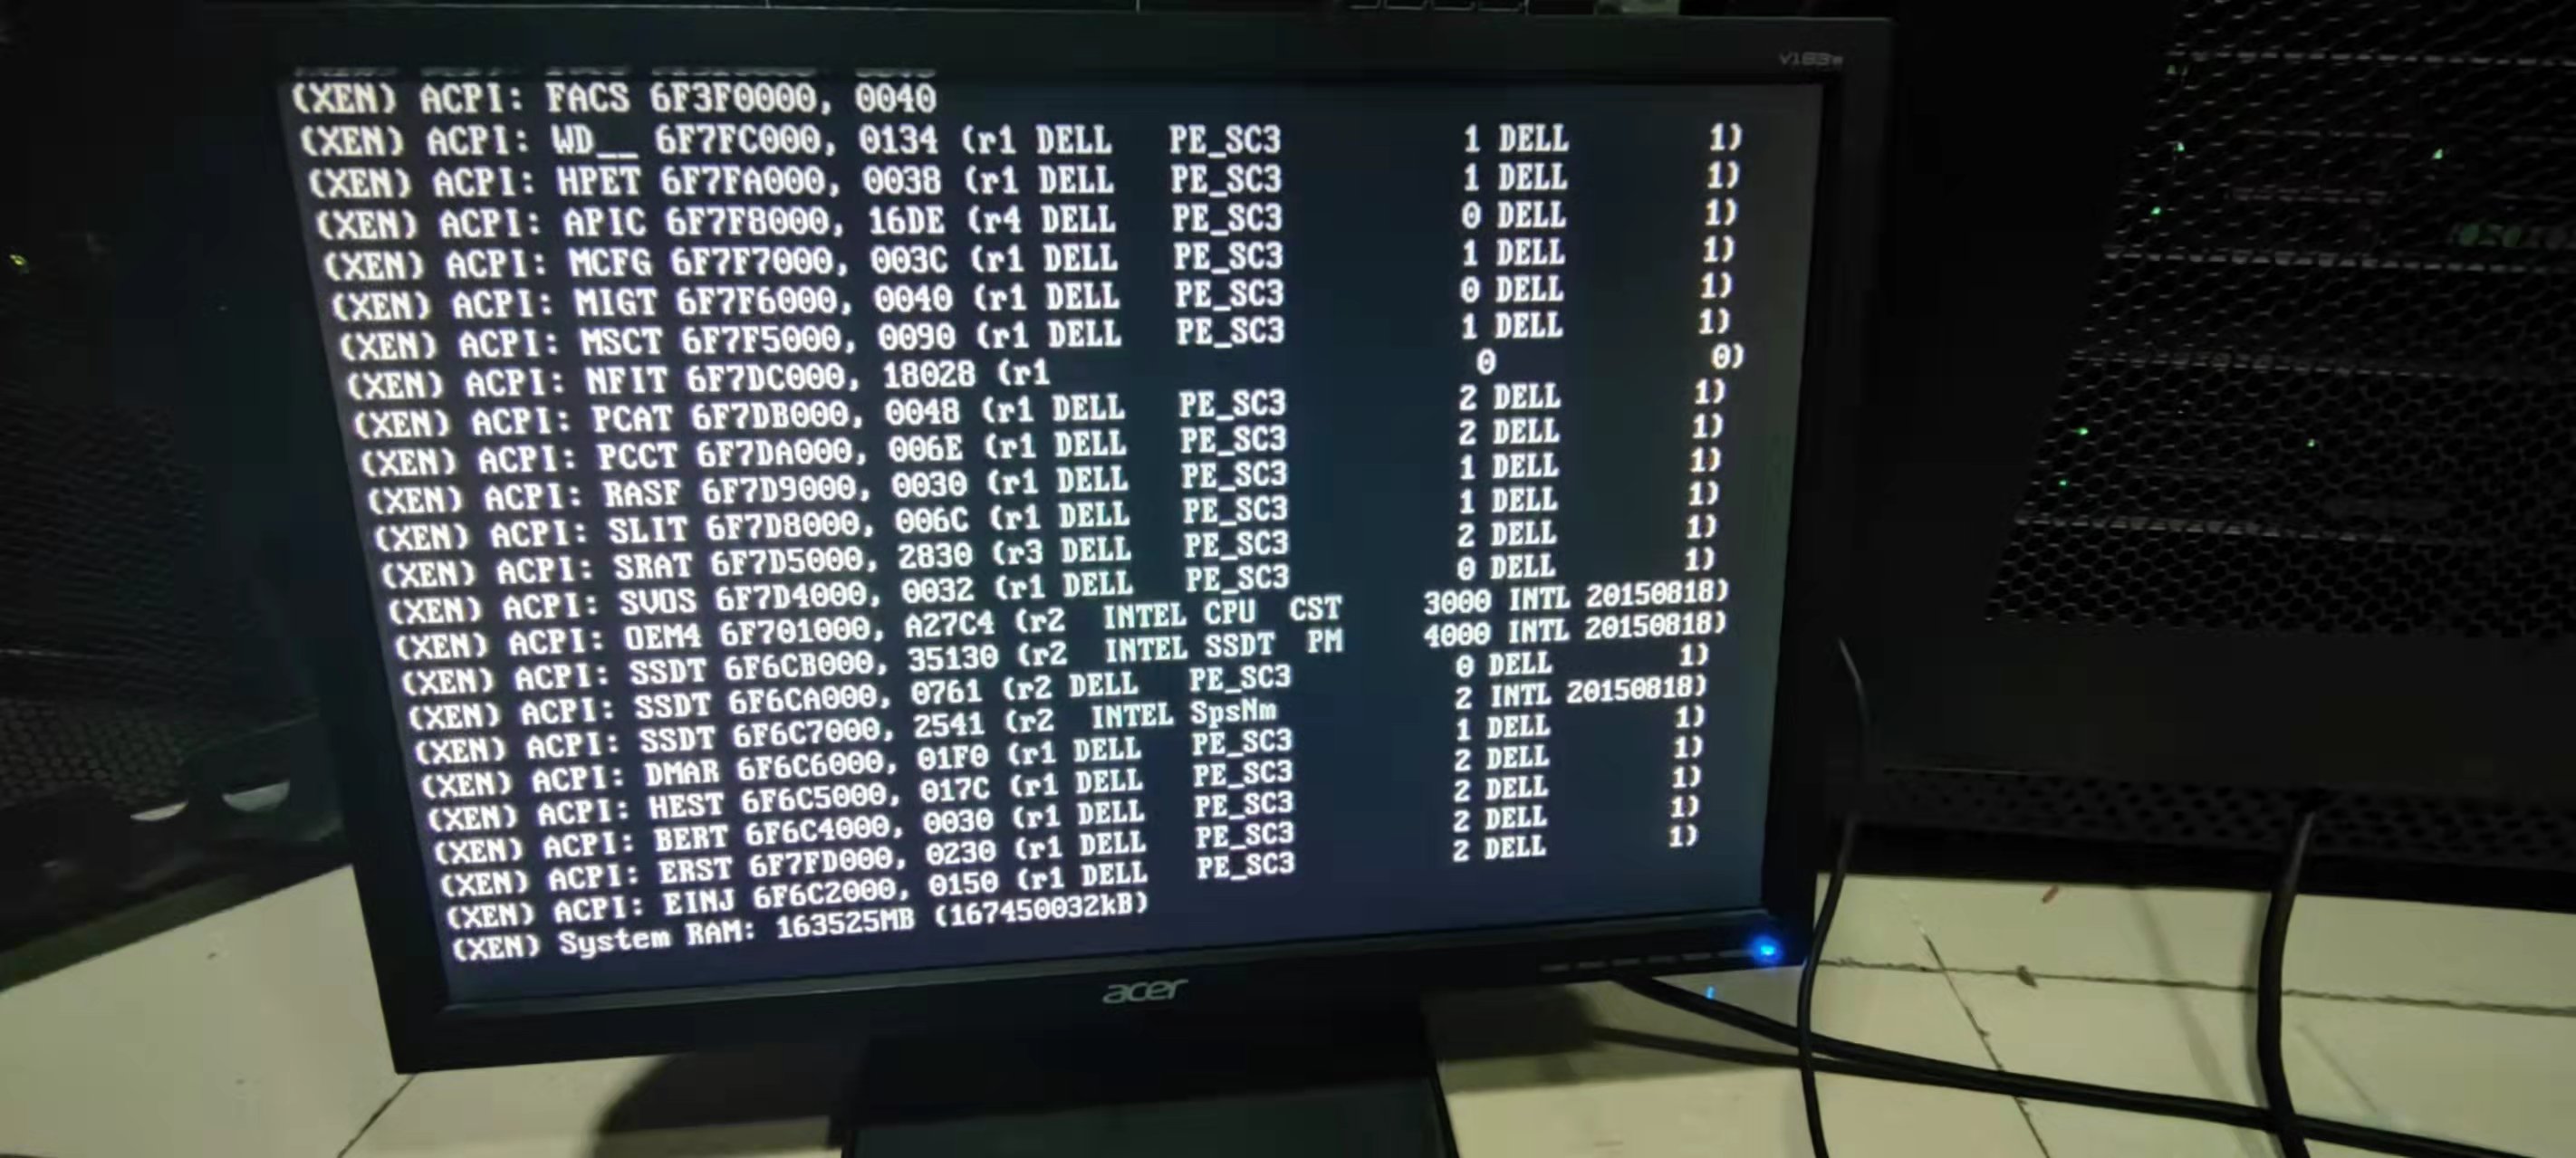 V183W
(XEN) ACPI: FACS 6F3F0000, 0040
(XEN) ACPI: WD__ 6F7FC000, 0134 (r1 DELL   PE_SC3          1 DELL        1)
(XEN) ACPI: HPET 6F7FA000, 0038 (r1 DELL   PE_SC3          1 DELL        1)
(XEN) ACPI: APIC 6F7F8000, 16DE (r4 DELL   PE_SC3          0 DELL        1)
(XEN) ACPI: MCFG 6F7F7000, 003C (r1 DELL   PE_SC3          1 DELL        1)
(XEN) ACPI: MIGT 6F7F6000, 0040 (r1 DELL   PE_SC3          0 DELL        1)
(XEN) ACPI: MSCT 6F7F5000, 0090 (r1 DELL   PE_SC3          1 DELL        1)
(XEN) ACPI: NFIT 6F7DC000, 18028 (r1                         0             0)
(XEN) ACPI: PCAT 6F7DB000, 0048 (r1 DELL   PE_SC3          2 DELL        1)
(XEN) ACPI: PCCT 6F7DA000, 006E (r1 DELL   PE_SC3          2 DELL        1)
(XEN) ACPI: RASF 6F7D9000, 0030 (r1 DELL   PE_SC3          1 DELL        1)
(XEN) ACPI: SLIT 6F7D8000, 006C (r1 DELL   PE_SC3          1 DELL        1)
(XEN) ACPI: SRAT 6F7D5000, 2830 (r3 DELL   PE_SC3          2 DELL        1)
(XEN) ACPI: SVOS 6F7D4000, 0032 (r1 DELL   PE_SC3          0 DELL        1)
(XEN) ACPI: OEM4 6F701000, A27C4 (r2  INTEL CPU  CST     3000 INTL 20150818)
(XEN) ACPI: SSDT 6F6CB000, 35130 (r2  INTEL SSDT  PM     4000 INTL 20150818)
(XEN) ACPI: SSDT 6F6CA000, 0761 (r2 DELL   PE_SC3          0 DELL        1)
(XEN) ACPI: SSDT 6F6C7000, 2541 (r2  INTEL SpsNm           2 INTL 20150818)
(XEN) ACPI: DMAR 6F6C6000, 01F0 (r1 DELL   PE_SC3          1 DELL        1)
(XEN) ACPI: HEST 6F6C5000, 017C (r1 DELL   PE_SC3          2 DELL        1)
(XEN) ACPI: BERT 6F6C4000, 0030 (r1 DELL   PE_SC3          2 DELL        1)
(XEN) ACPI: ERST 6F7FD000, 0230 (r1 DELL   PE_SC3          2 DELL        1)
(XEN) ACPI: EINJ 6F6C2000, 0150 (r1 DELL   PE_SC3          2 DELL        1)
(XEN) System RAM: 163525MB (167450032kB)
acer